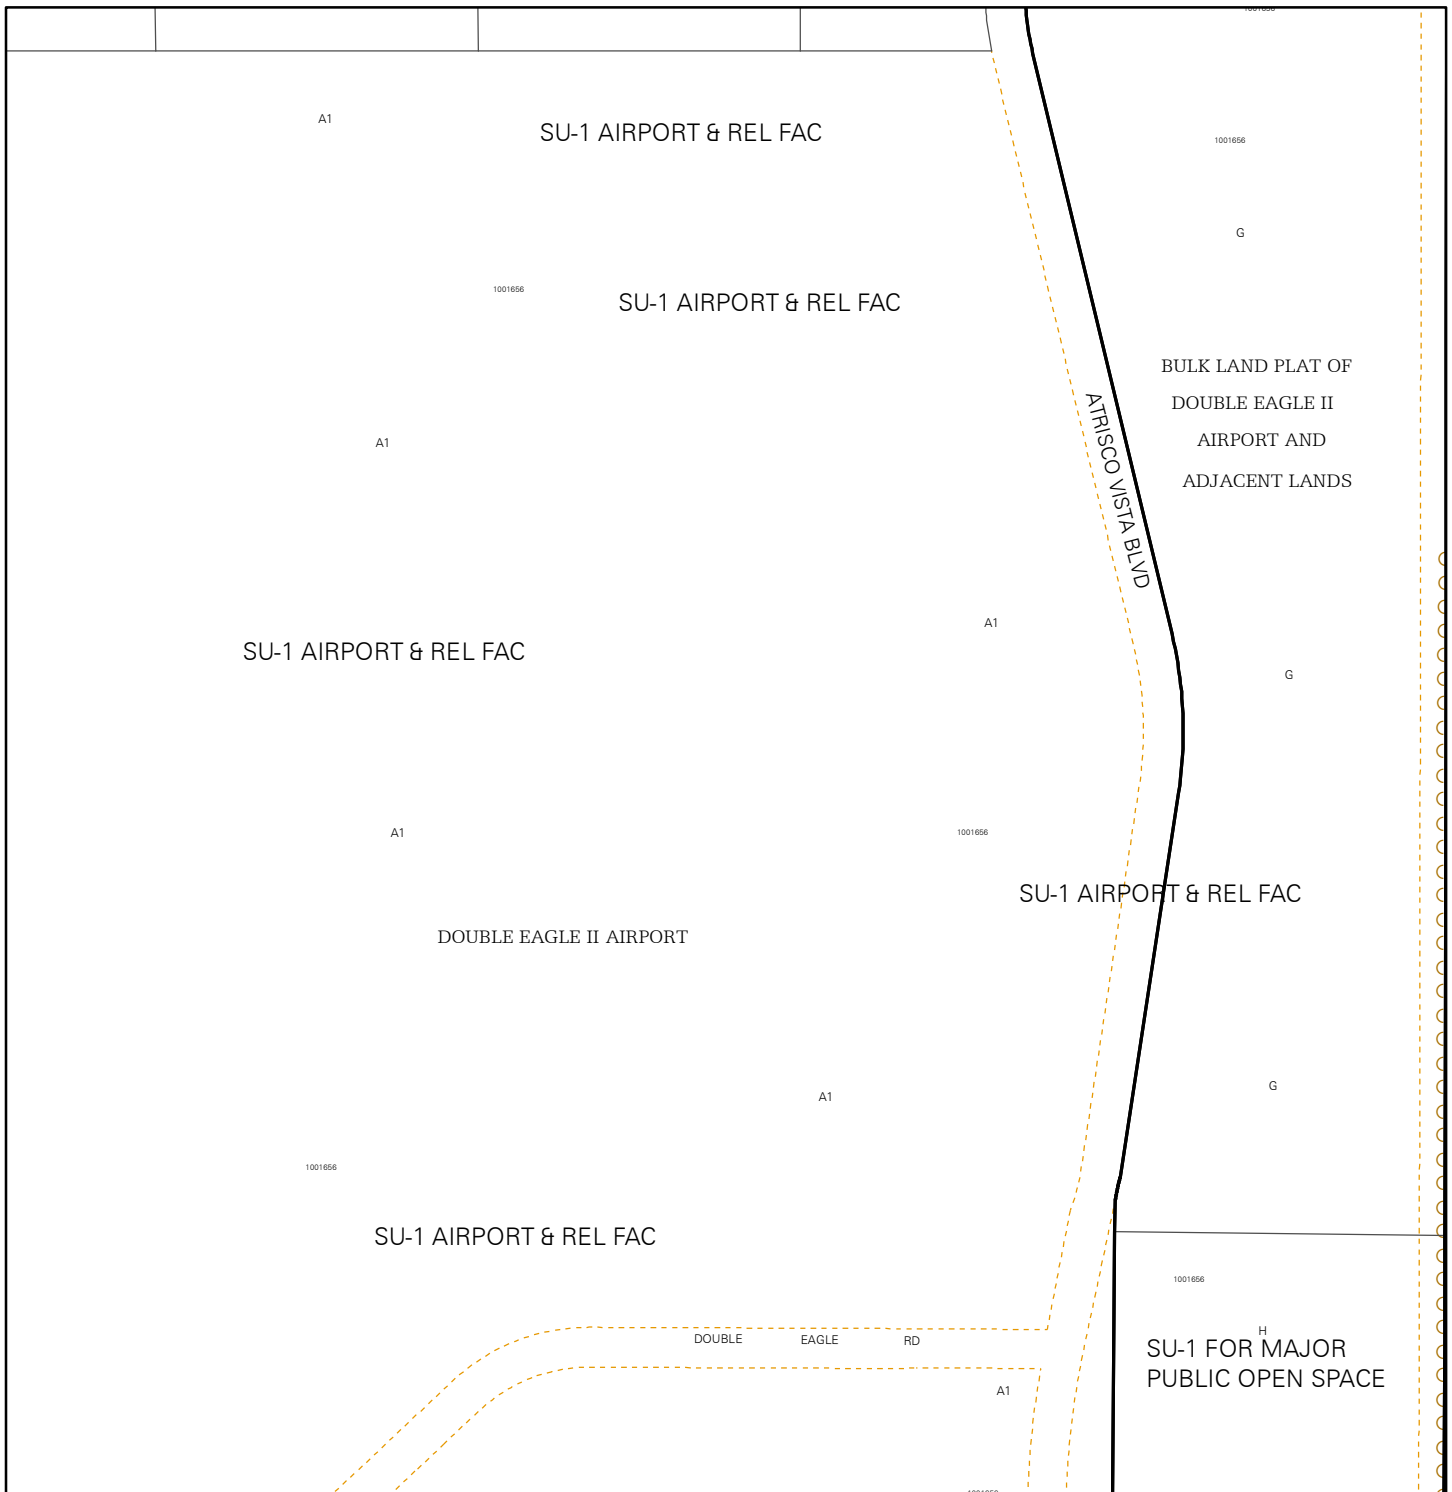 A1
SU-1 AIRPORT & REL FAC
1001656
G
1001656
SU-1 AIRPORT & REL FAC
BULK LAND PLAT OF
DOUBLE EAGLE II
AIRPORT AND
ADJACENT LANDS
ATRISCO VISTA BLVD
A1
A1
SU-1 AIRPORT & REL FAC
G
A1
1001656
SU-1 AIRPORT & REL FAC
DOUBLE EAGLE II AIRPORT
G
A1
1001656
SU-1 AIRPORT & REL FAC
1001656
DOUBLE EAGLE RD
H
SU-1 FOR MAJOR
PUBLIC OPEN SPACE
A1